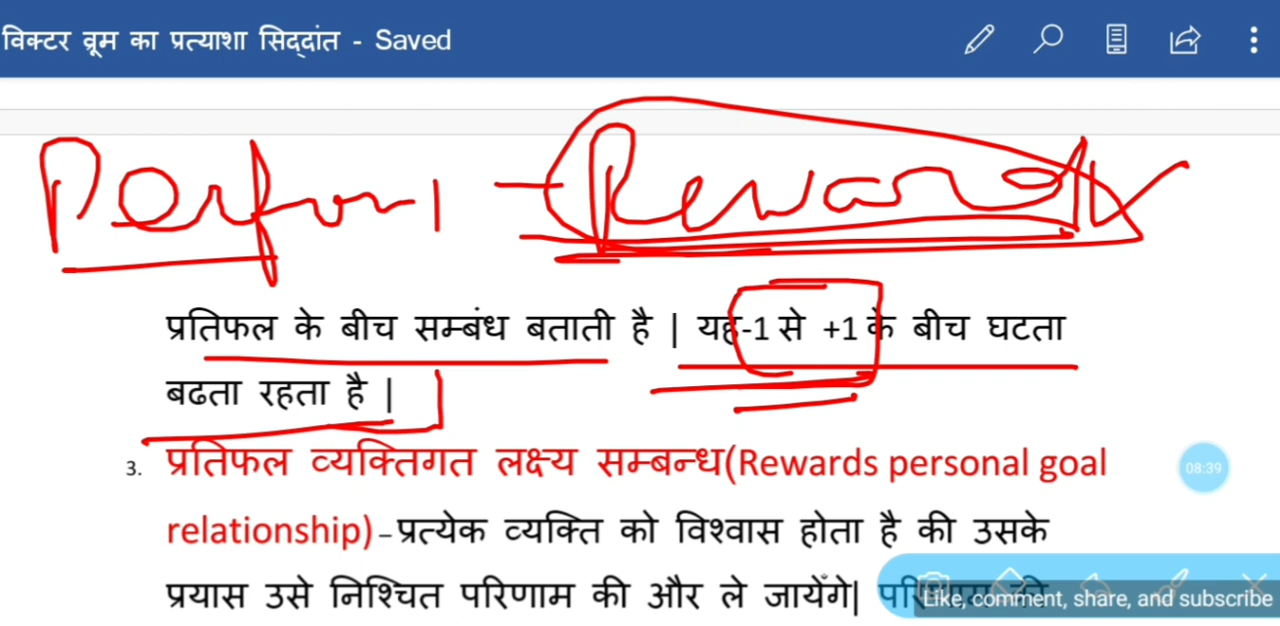 विक्टर व्रूम का प्रत्याशा सिद्दांत - Saved
Perfor - Reward
प्रतिफल के बीच सम्बंध बताती है | यह -1 से +1 के बीच घटता
बढता रहता है |
3. प्रतिफल व्यक्तिगत लक्ष्य सम्बन्ध(Rewards personal goal
08:39
relationship) –प्रत्येक व्यक्ति को विश्वास होता है की उसके
प्रयास उसे निश्चित परिणाम की और ले जायेंगे|
Like, comment, share, and subscribe